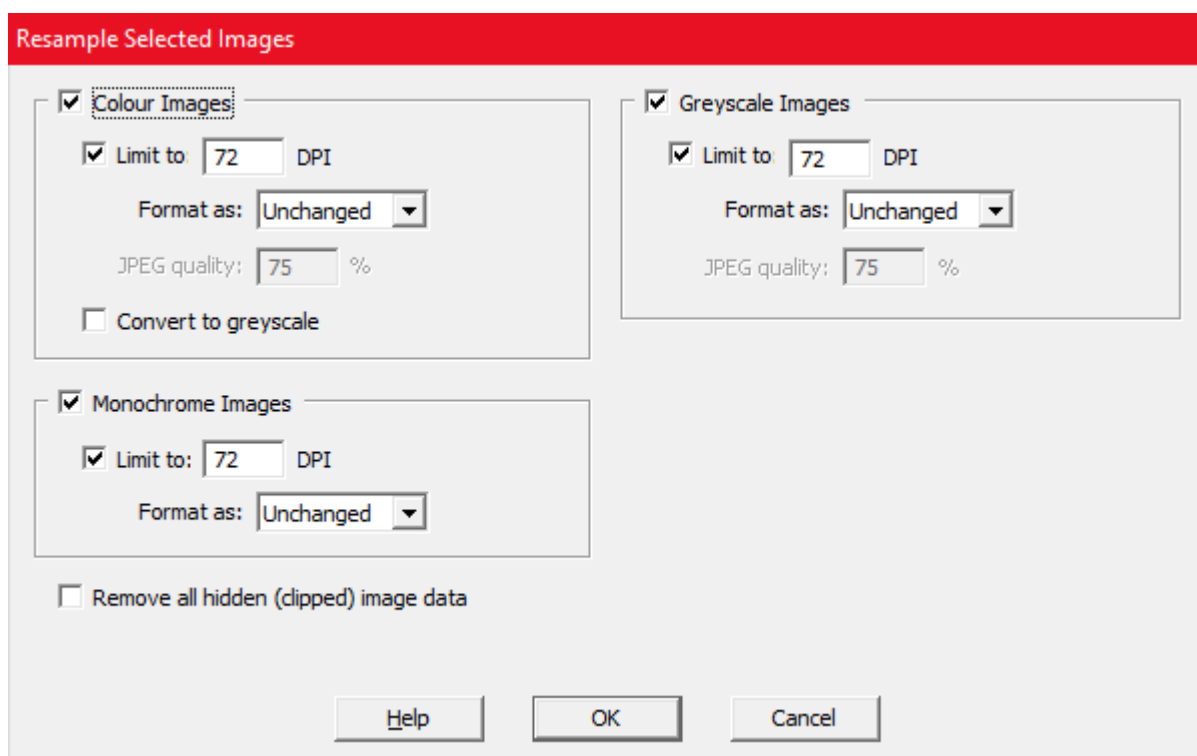 Resample Selected Images
Colour Images
Limit to: 72 DPI
Format as: Unchanged
JPEG quality: 75 %
Convert to greyscale
Greyscale Images
Limit to: 72 DPI
Format as: Unchanged
JPEG quality: 75 %
Monochrome Images
Limit to: 72 DPI
Format as: Unchanged
Remove all hidden (clipped) image data
Help OK Cancel